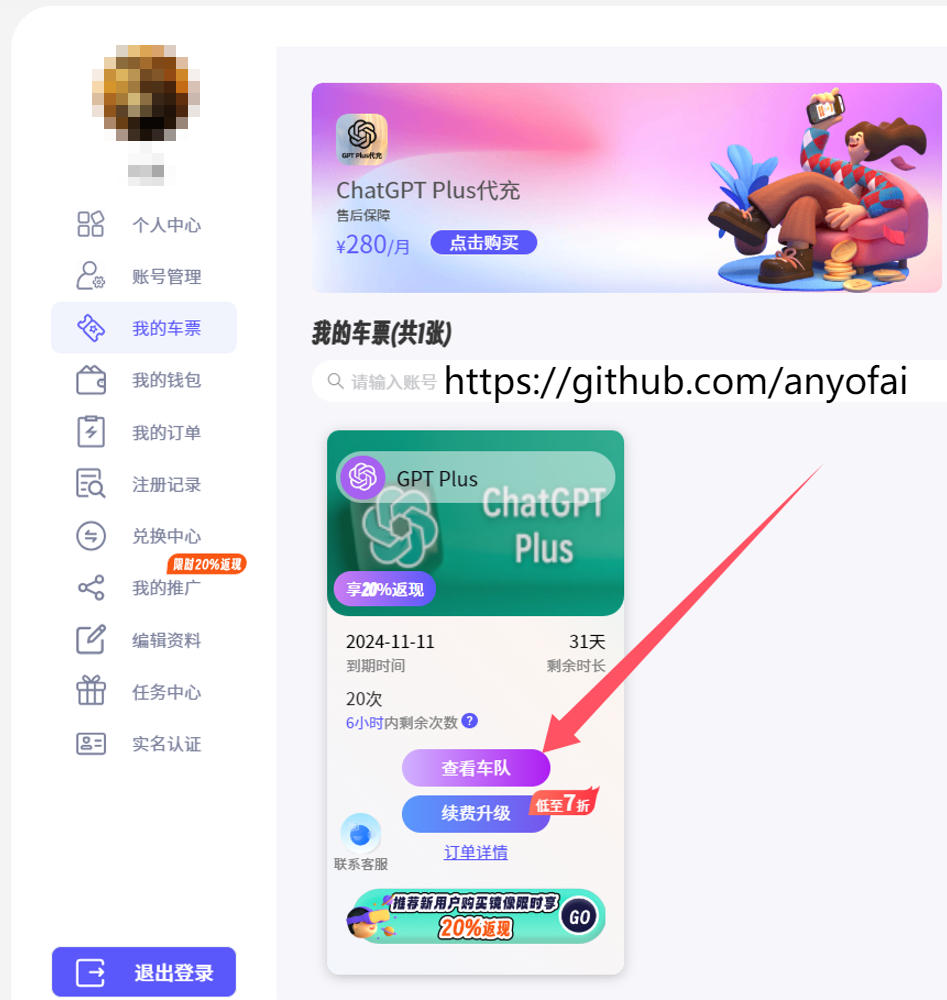 个人中心
账号管理
我的车票
我的钱包
我的订单
注册记录
兑换中心
限时20%返现
我的推广
编辑资料
任务中心
实名认证
退出登录
GPT Plus代充
ChatGPT Plus代充
售后保障
¥280/月
点击购买
我的车票(共1张)
请输入账号
https://github.com/anyofai
GPT Plus
ChatGPT
Plus
享20%返现
2024-11-11
31天
到期时间
剩余时长
20次
6小时内剩余次数 ?
查看车队
续费升级
低至7折
订单详情
联系客服
推荐新用户购买镜像限时享
20%返现
GO